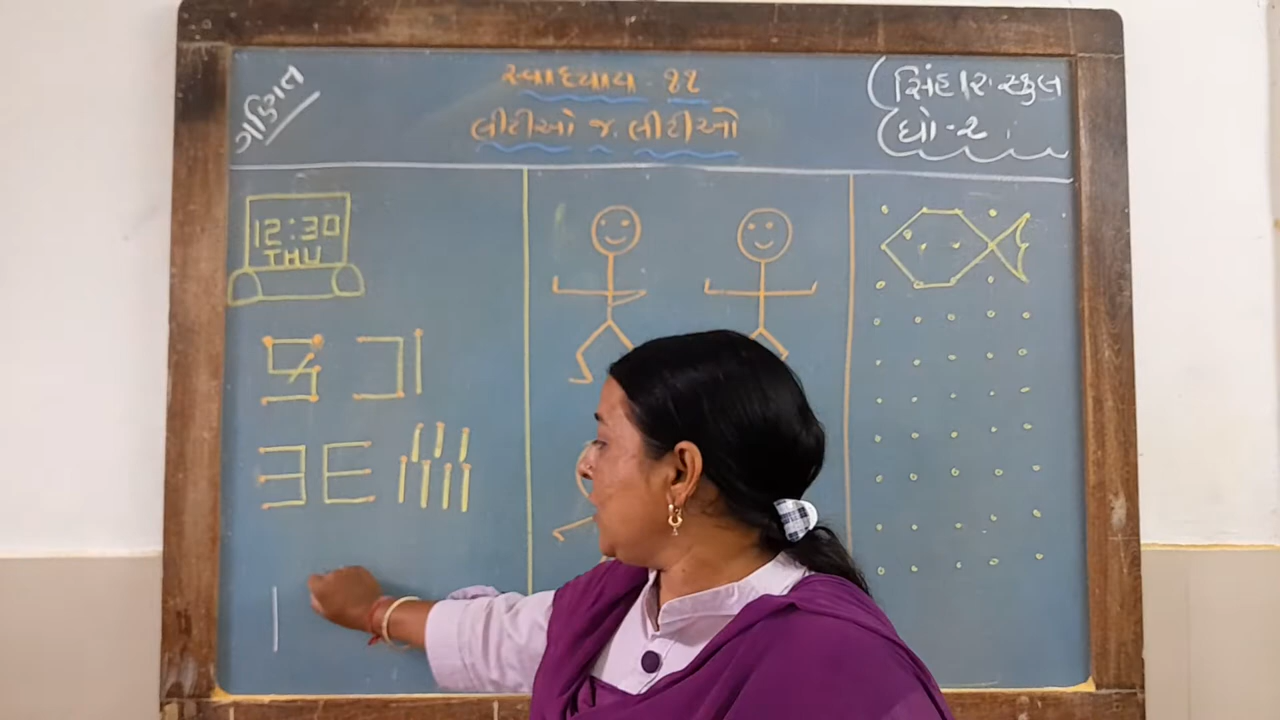 ગણિત
સ્વાધ્યાય - ૧૧
લીટીઓ જ લીટીઓ
ધો - ૨
12:30
THU